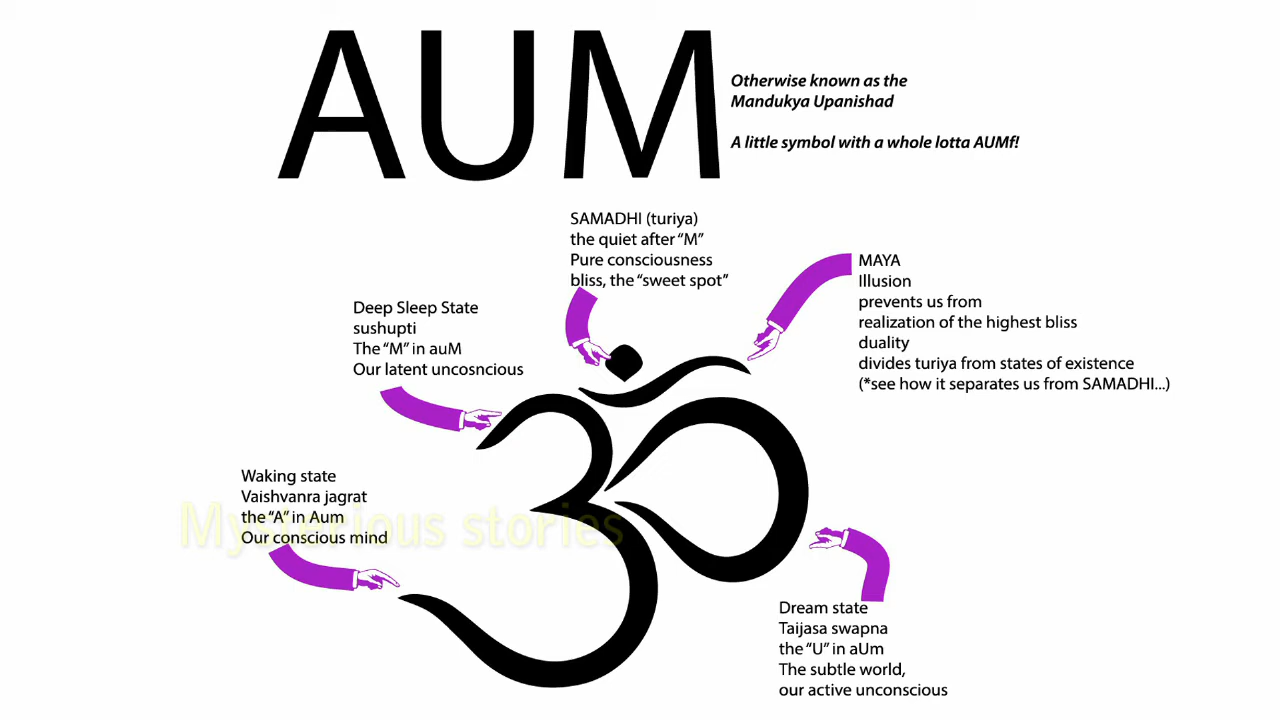 AUM
Otherwise known as the
Mandukya Upanishad
A little symbol with a whole lotta AUMf!
SAMADHI (turiya)
the quiet after “M”
Pure consciousness
bliss, the “sweet spot”
MAYA
Illusion
prevents us from
realization of the highest bliss
duality
divides turiya from states of existence
(*see how it separates us from SAMADHI...)
Deep Sleep State
sushupti
The “M” in auM
Our latent uncosncious
Waking state
Vaishvanra jagrat
the “A” in Aum
Our conscious mind
Mysterious stories
Dream state
Taijasa swapna
the “U” in aUm
The subtle world,
our active unconscious